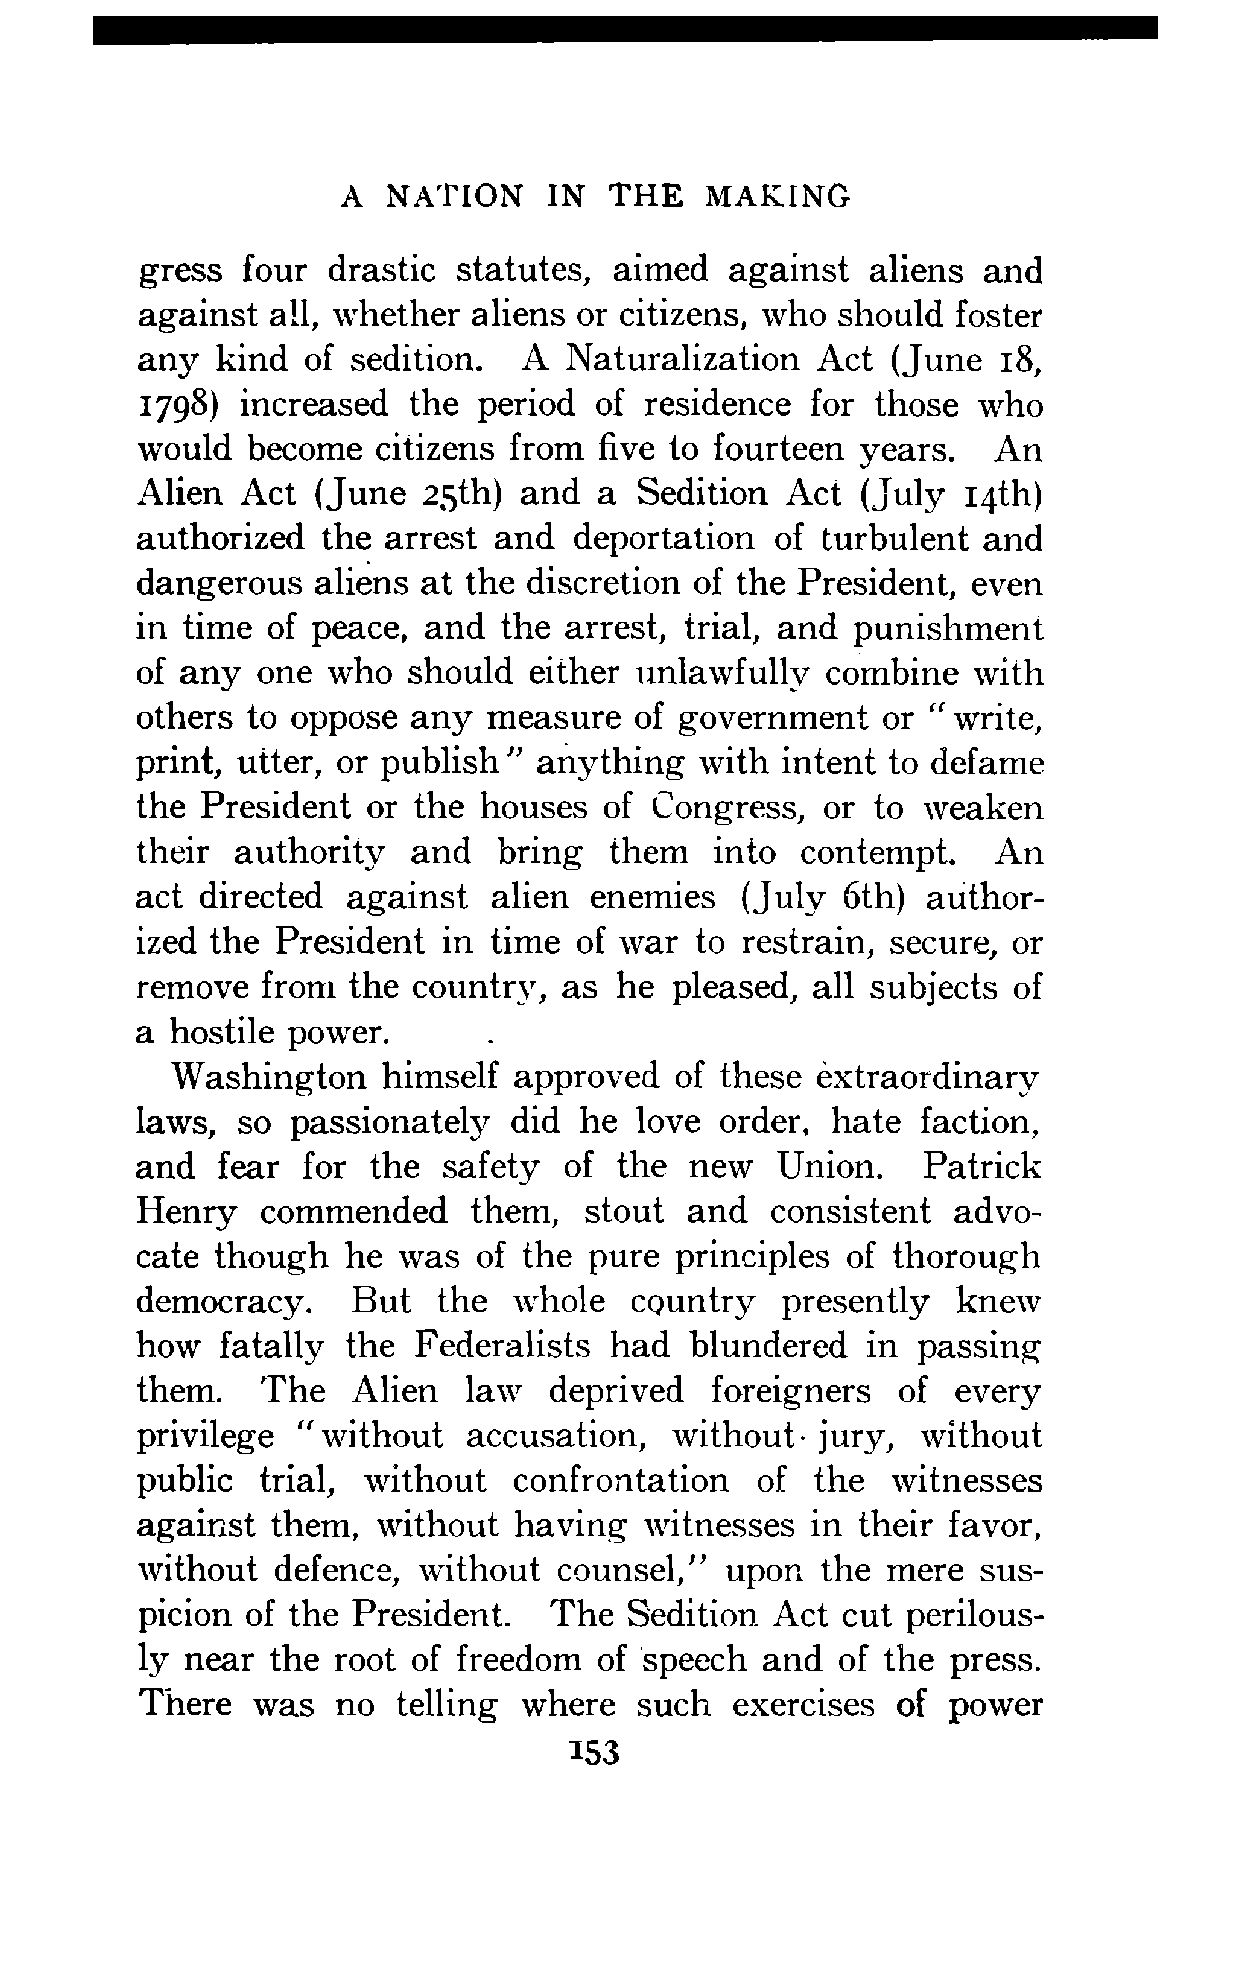 A NATION IN THE MAKING
gress four drastic statutes, aimed against aliens and
against all, whether aliens or citizens, who should foster
any kind of sedition. A Naturalization Act (June 18,
1798) increased the period of residence for those who
would become citizens from five to fourteen years. An
Alien Act (June 25th) and a Sedition Act (July 14th)
authorized the arrest and deportation of turbulent and
dangerous aliens at the discretion of the President, even
in time of peace, and the arrest, trial, and punishment
of any one who should either unlawfully combine with
others to oppose any measure of government or “ write,
print, utter, or publish ” anything with intent to defame
the President or the houses of Congress, or to weaken
their authority and bring them into contempt. An
act directed against alien enemies (July 6th) author-
ized the President in time of war to restrain, secure, or
remove from the country, as he pleased, all subjects of
a hostile power.
Washington himself approved of these extraordinary
laws, so passionately did he love order, hate faction,
and fear for the safety of the new Union. Patrick
Henry commended them, stout and consistent advo-
cate though he was of the pure principles of thorough
democracy. But the whole country presently knew
how fatally the Federalists had blundered in passing
them. The Alien law deprived foreigners of every
privilege “ without accusation, without jury, without
public trial, without confrontation of the witnesses
against them, without having witnesses in their favor,
without defence, without counsel,” upon the mere sus-
picion of the President. The Sedition Act cut perilous-
ly near the root of freedom of speech and of the press.
There was no telling where such exercises of power
153